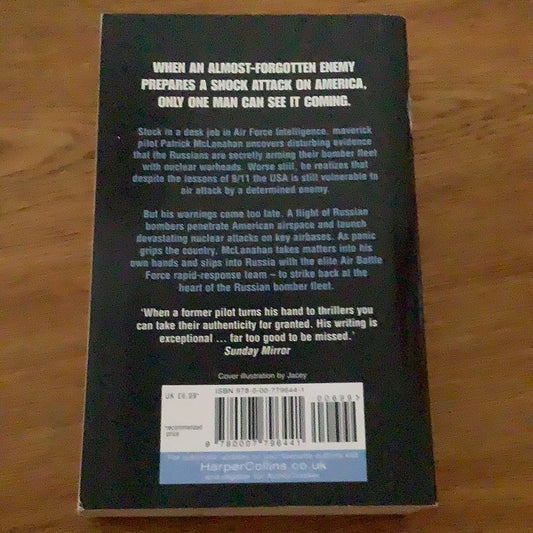 WHEN AN ALMOST-FORGOTTEN ENEMY
PREPARES A SHOCK ATTACK ON AMERICA,
ONLY ONE MAN CAN SEE IT COMING.
Stuck in a desk job in Air Force Intelligence, maverick
pilot Patrick McLanahan uncovers disturbing evidence
that the Russians are secretly arming their bomber fleet
with nuclear warheads. Worse still, he realizes that
despite the lessons of 9/11 the USA is still vulnerable to
air attack by a determined enemy.
But his warnings come too late. A flight of Russian
bombers penetrate American airspace and launch
devastating nuclear attacks on key airbases. As panic
grips the country, McLanahan takes matters into his
own hands and slips into Russia with the elite Air Battle
Force rapid-response team – to strike back at the
heart of the Russian bomber fleet.
'When a former pilot turns his hand to thrillers you
can take their authenticity for granted. His writing is
exceptional ... far too good to be missed.'
Sunday Mirror
Cover illustration by Jacey
ISBN 978-0-00-779644-1
UK £6.99*
00699
*recommended
price
9 780007 796441
HarperCollins.co.uk